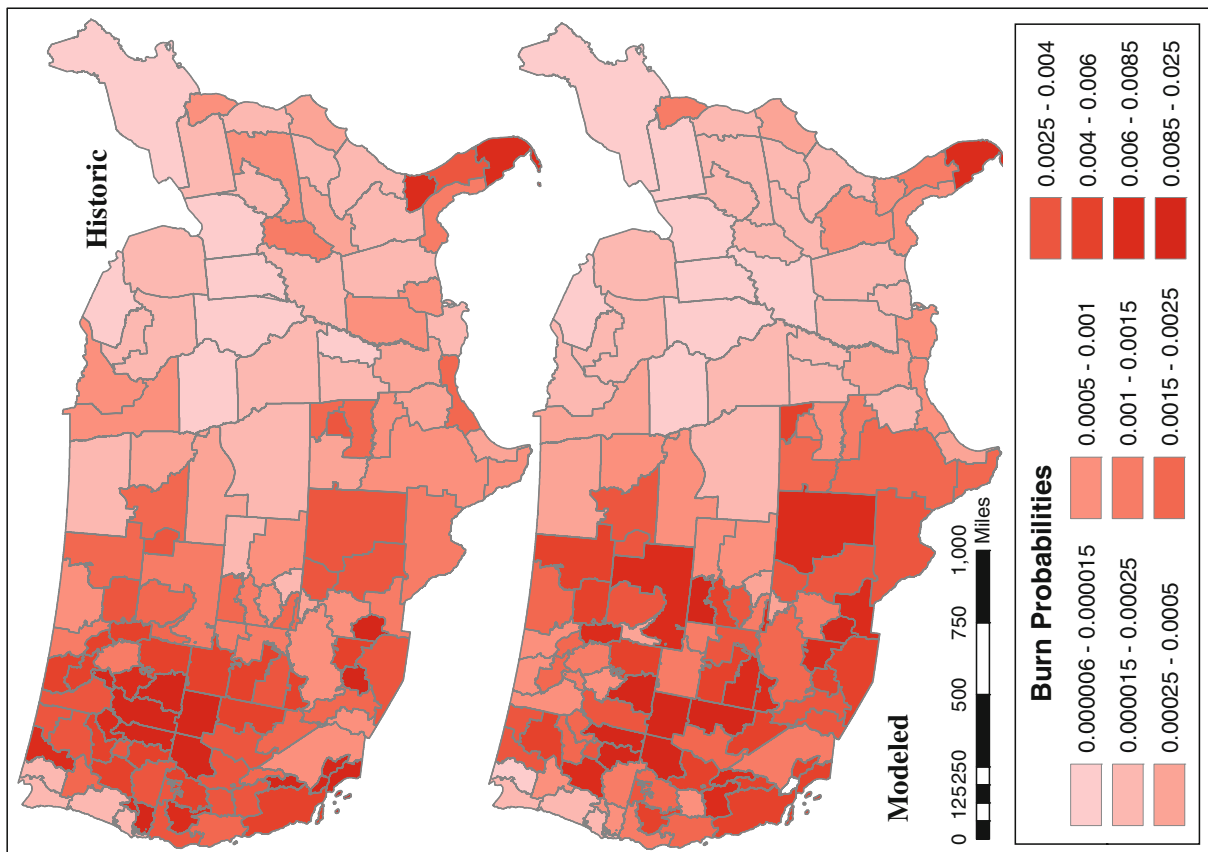 Historic
Modeled
0 125 250 500 750 1,000
Miles
Burn Probabilities
0.000006 - 0.000015
0.000015 - 0.00025
0.00025 - 0.0005
0.0005 - 0.001
0.001 - 0.0015
0.0015 - 0.0025
0.0025 - 0.004
0.004 - 0.006
0.006 - 0.0085
0.0085 - 0.025